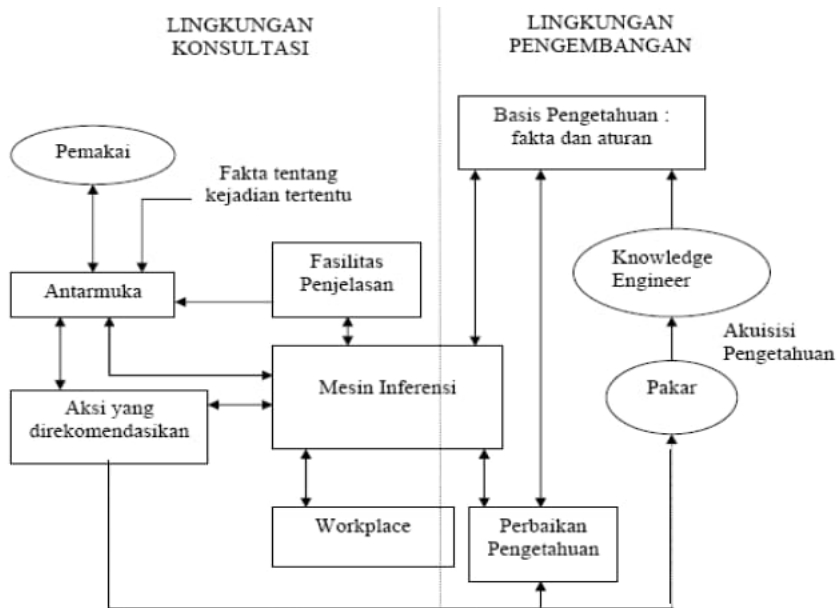 LINGKUNGAN
KONSULTASI
LINGKUNGAN
PENGEMBANGAN
Basis Pengetahuan :
fakta dan aturan
Pemakai
Fakta tentang
kejadian tertentu
Knowledge
Engineer
Fasilitas
Penjelasan
Antarmuka
Akuisisi
Pengetahuan
Mesin Inferensi
Pakar
Aksi yang
direkomendasikan
Workplace
Perbaikan
Pengetahuan